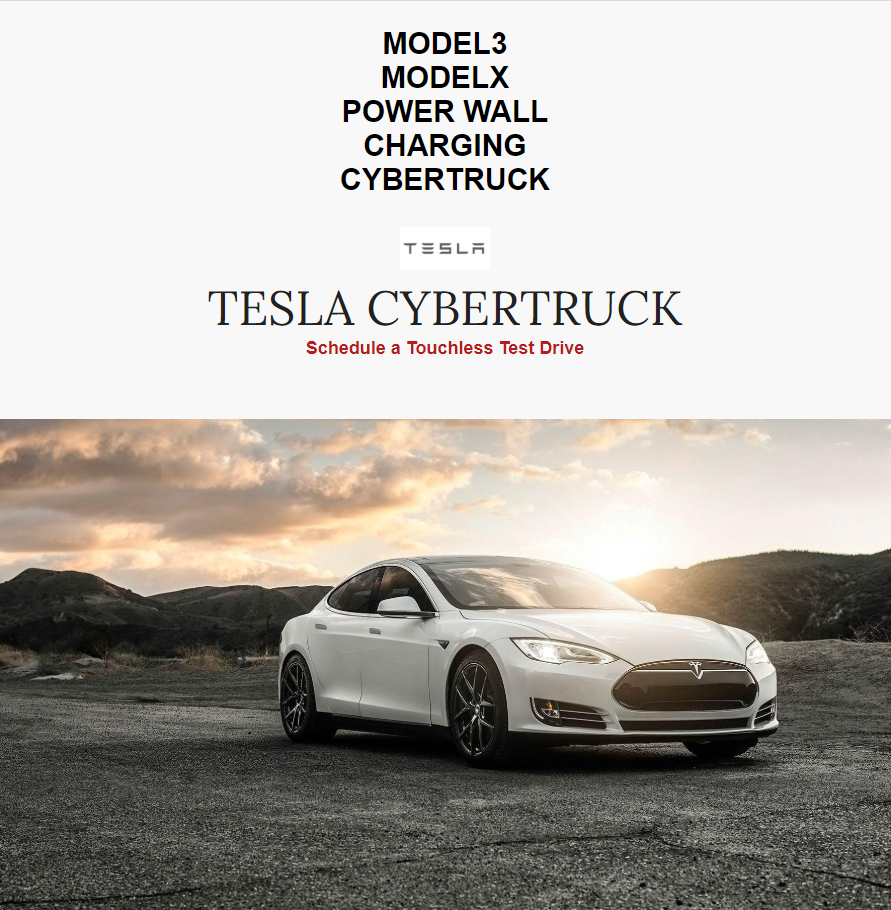 MODEL3
MODELX
POWER WALL
CHARGING
CYBERTRUCK
TESLA
TESLA CYBERTRUCK
Schedule a Touchless Test Drive